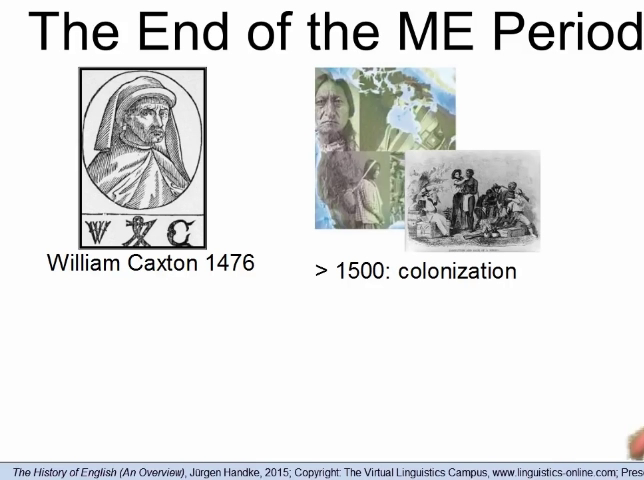 The End of the ME Period
W C
William Caxton 1476
> 1500: colonization
The History of English (An Overview), Jürgen Handke, 2015; Copyright: The Virtual Linguistics Campus, www.linguistics-online.com; Pres